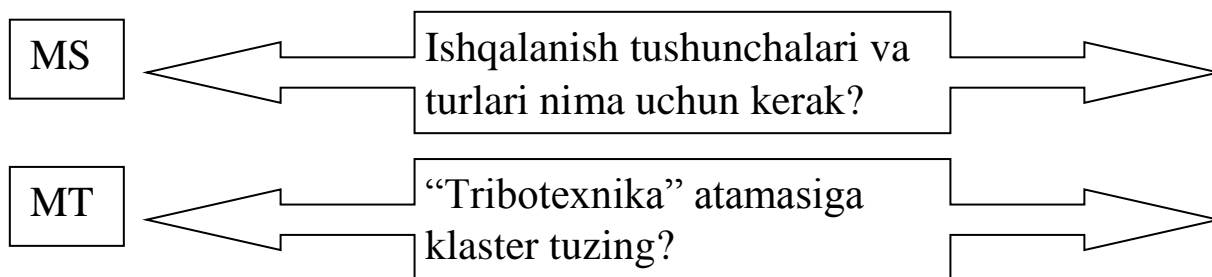 MS
Ishqalanish tushunchalari va
turlari nima uchun kerak?
MT
“Tribotexnika” atamasiga
klaster tuzing?